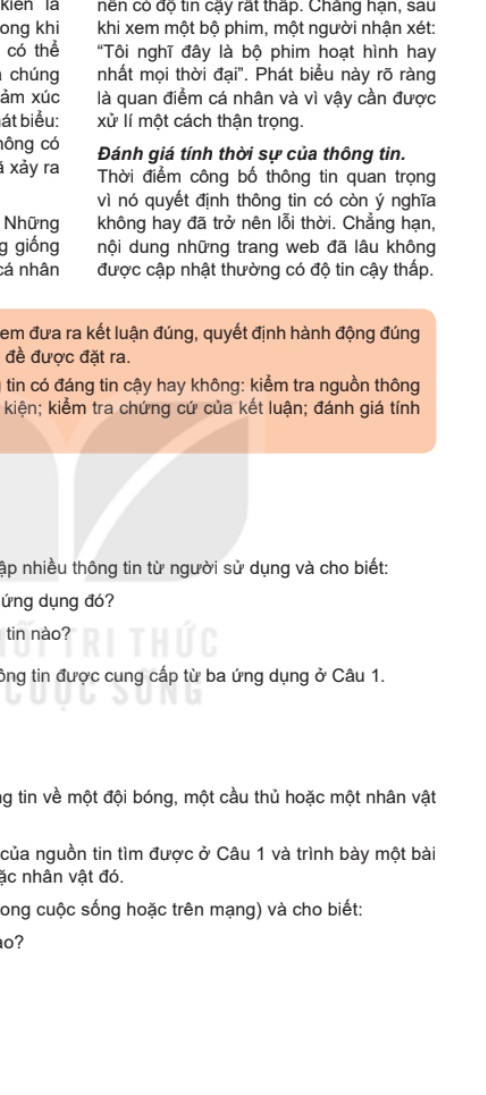 kiến là
ong khi
có thể
chúng
ảm xúc
át biểu:
hông có
ã xảy ra
Những
g giống
cá nhân
nên có độ tin cậy rất thấp. Chẳng hạn, sau
khi xem một bộ phim, một người nhận xét:
“Tôi nghĩ đây là bộ phim hoạt hình hay
nhất mọi thời đại”. Phát biểu này rõ ràng
là quan điểm cá nhân và vì vậy cần được
xử lí một cách thận trọng.
Đánh giá tính thời sự của thông tin.
Thời điểm công bố thông tin quan trọng
vì nó quyết định thông tin có còn ý nghĩa
không hay đã trở nên lỗi thời. Chẳng hạn,
nội dung những trang web đã lâu không
được cập nhật thường có độ tin cậy thấp.
em đưa ra kết luận đúng, quyết định hành động đúng
đề được đặt ra.
tin có đáng tin cậy hay không: kiểm tra nguồn thông
kiện; kiểm tra chứng cứ của kết luận; đánh giá tính
ập nhiều thông tin từ người sử dụng và cho biết:
ứng dụng đó?
tin nào?
NỐI TRI THỨC
ông tin được cung cấp từ ba ứng dụng ở Câu 1.
CUỘC SỐNG
g tin về một đội bóng, một cầu thủ hoặc một nhân vật
của nguồn tin tìm được ở Câu 1 và trình bày một bài
ặc nhân vật đó.
ong cuộc sống hoặc trên mạng) và cho biết:
ào?